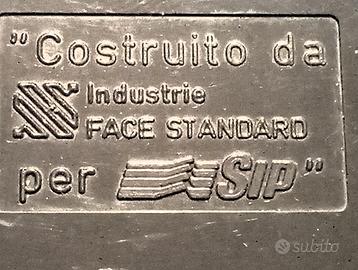 "Costruito da
Industrie
FACE STANDARD
per SIP"
subito